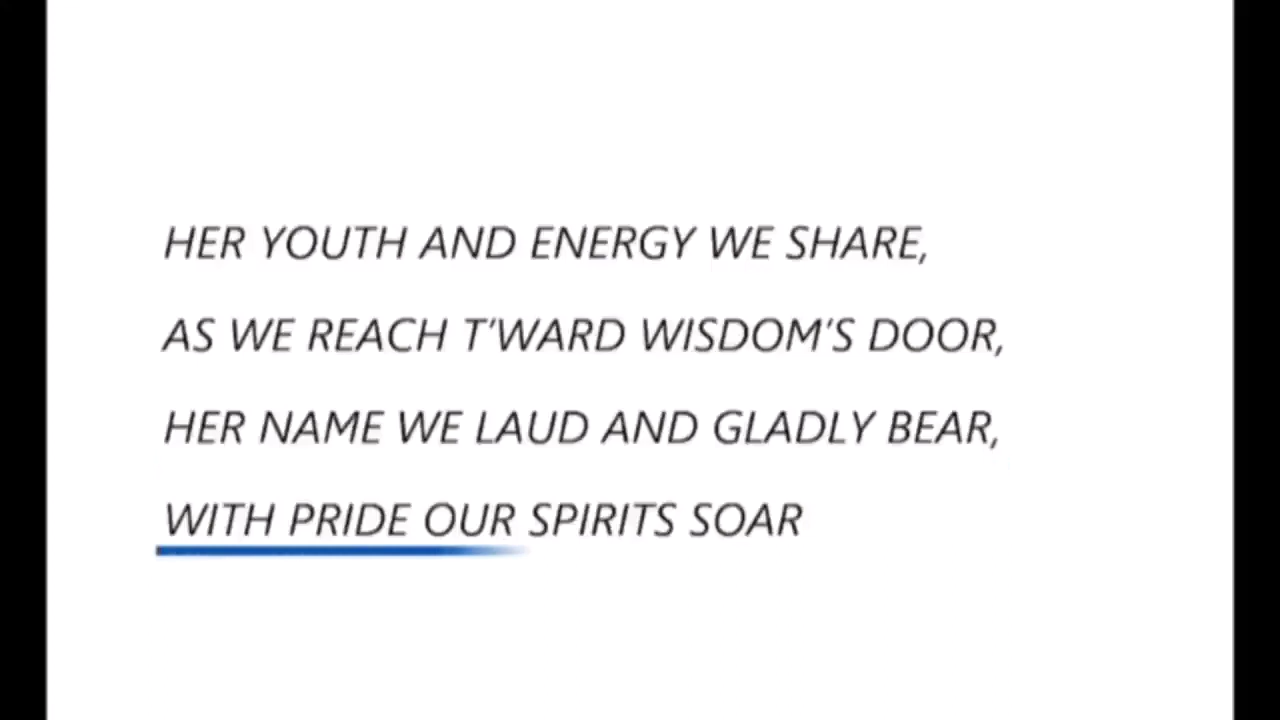 HER YOUTH AND ENERGY WE SHARE,
AS WE REACH T'WARD WISDOM'S DOOR,
HER NAME WE LAUD AND GLADLY BEAR,
WITH PRIDE OUR SPIRITS SOAR